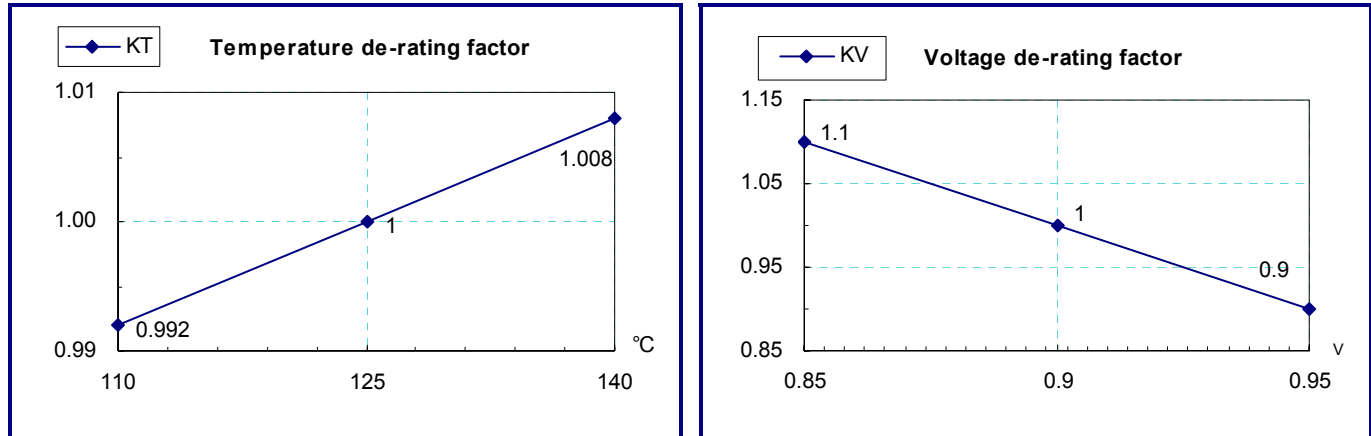 KT
Temperature de-rating factor
1.01
1.008
1.00
1
0.992
0.99
°C
110 125 140
KV
Voltage de-rating factor
1.15
1.1
1.05
1
0.95
0.9
0.85
V
0.85 0.9 0.95